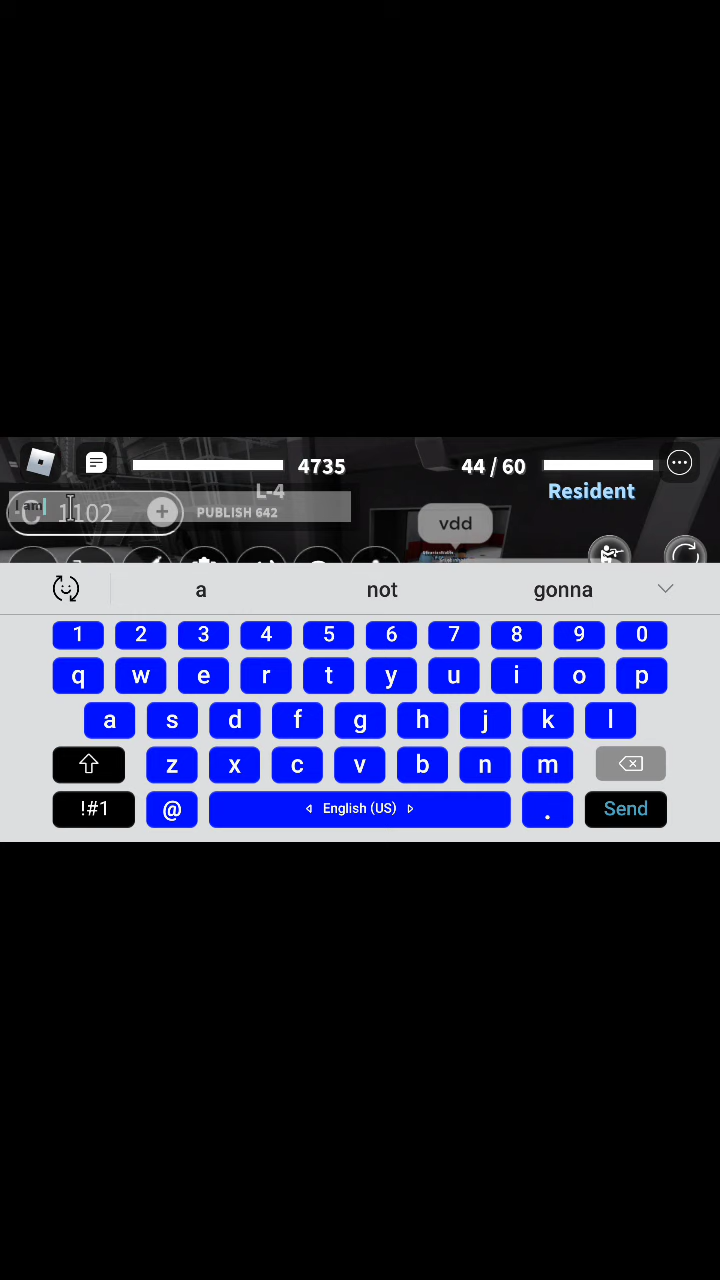 4735
44 / 60
L-4
Resident
I am
1102
PUBLISH 642
vdd
a not gonna
1 2 3 4 5 6 7 8 9 0
q w e r t y u i o p
a s d f g h j k l
z x c v b n m
!#1 @ English (US) . Send